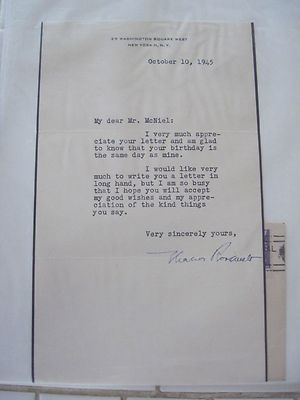 29 WASHINGTON SQUARE WEST
NEW YORK 11, N. Y.
October 10, 1945
My dear Mr. McNiel:
I very much appre-
ciate your letter and am glad
to know that your birthday is
the same day as mine.
I would like very
much to write you a letter in
long hand, but I am so busy
that I hope you will accept
my good wishes and my appre-
ciation of the kind things
you say.
Very sincerely yours,
Eleanor Roosevelt